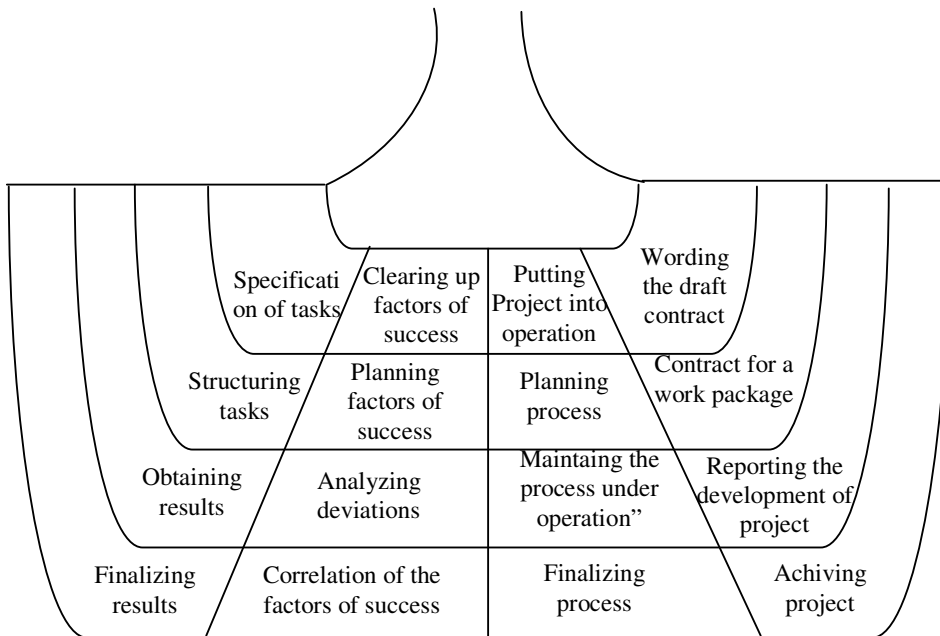 Specificati
on of tasks
Clearing up
factors of
success
Putting
Project into
operation
Wording
the draft
contract
Structuring
tasks
Planning
factors of
success
Planning
process
Contract for a
work package
Obtaining
results
Analyzing
deviations
Maintaing the
process under
operation”
Reporting the
development of
project
Finalizing
results
Correlation of the
factors of success
Finalizing
process
Achiving
project